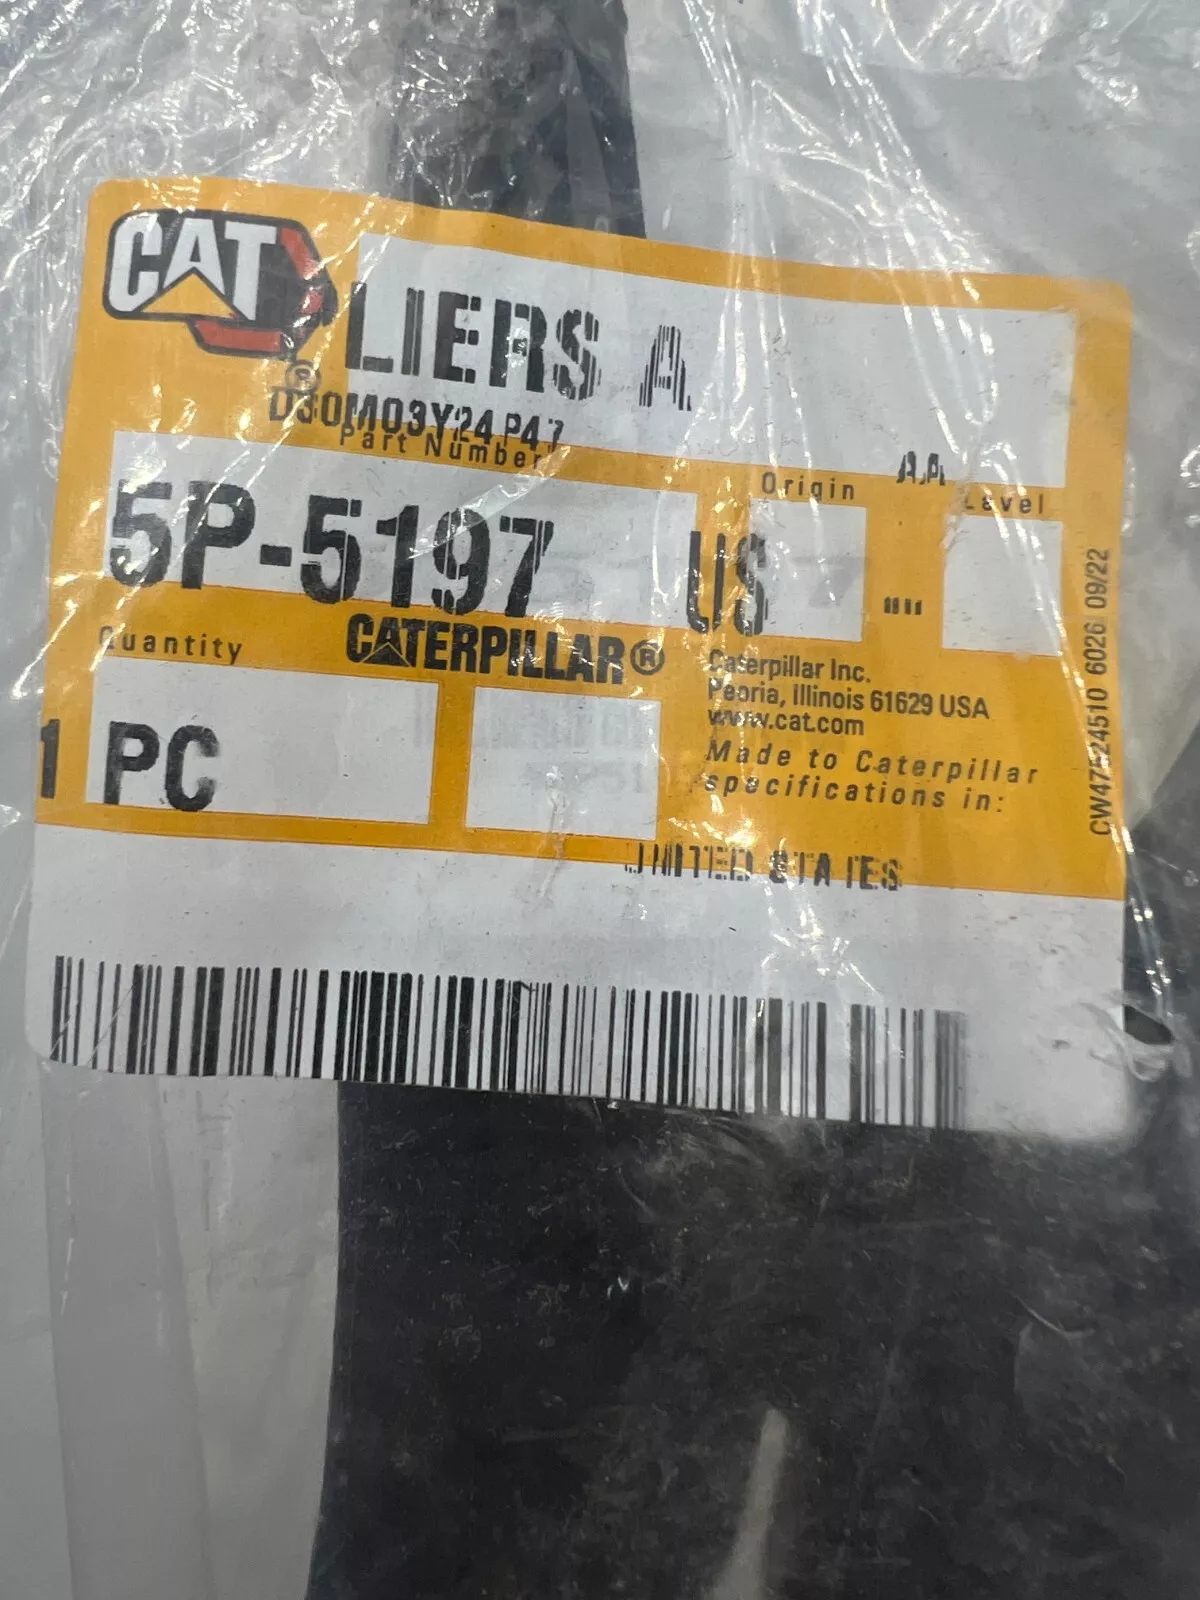 CAT
®
LIERS A
D30M03Y24 P47
Part Number
AA
Origin
Level
5P-5197
US
--
Quantity
CATERPILLAR®
1 PC
Caterpillar Inc.
Peoria, Illinois 61629 USA
www.cat.com
Made to Caterpillar
specifications in:
UNITED STATES
CW47524510 6026 09/22